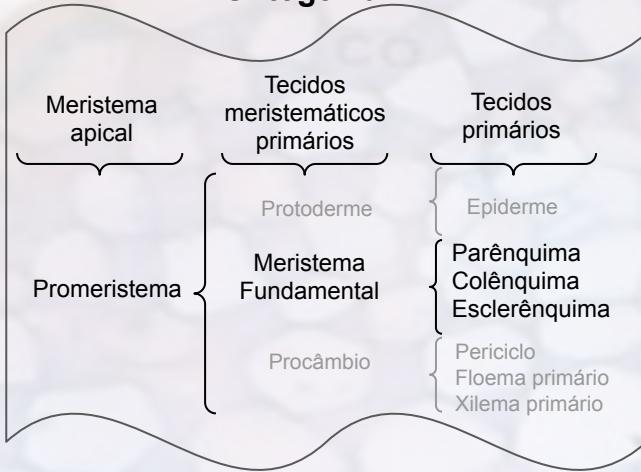 Meristema
apical
Tecidos
meristemáticos
primários
Tecidos
primários
Protoderme
Epiderme
Promeristema
Meristema
Fundamental
Parênquima
Colênquima
Esclerênquima
Procâmbio
Periciclo
Floema primário
Xilema primário